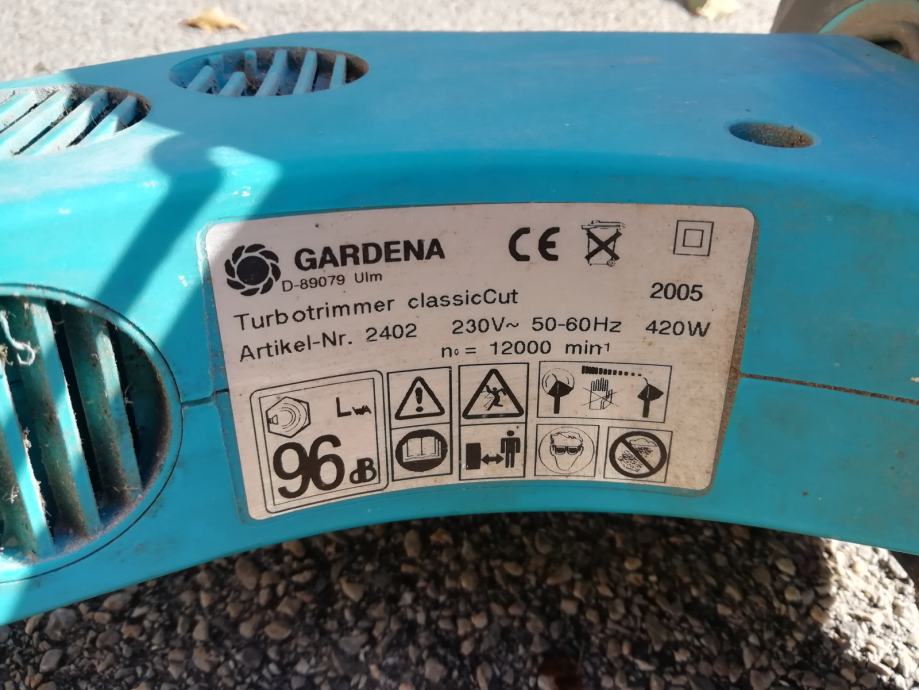 GARDENA
D-89079 Ulm
CE
2005
Turbotrimmer classicCut
Artikel-Nr. 2402 230V~ 50-60Hz 420W
n₀ = 12000 min⁻¹
LWA
96 dB